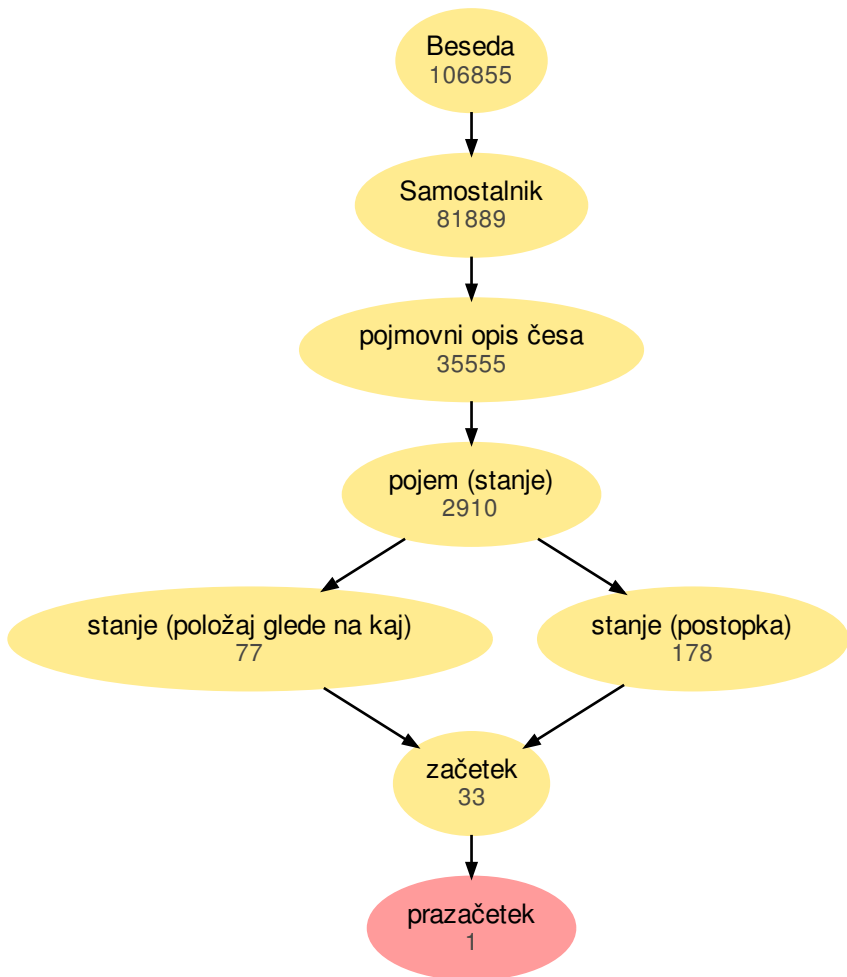 Beseda
106855
Samostalnik
81889
pojmovni opis česa
35555
pojem (stanje)
2910
stanje (položaj glede na kaj)
77
stanje (postopka)
178
začetek
33
prazačetek
1